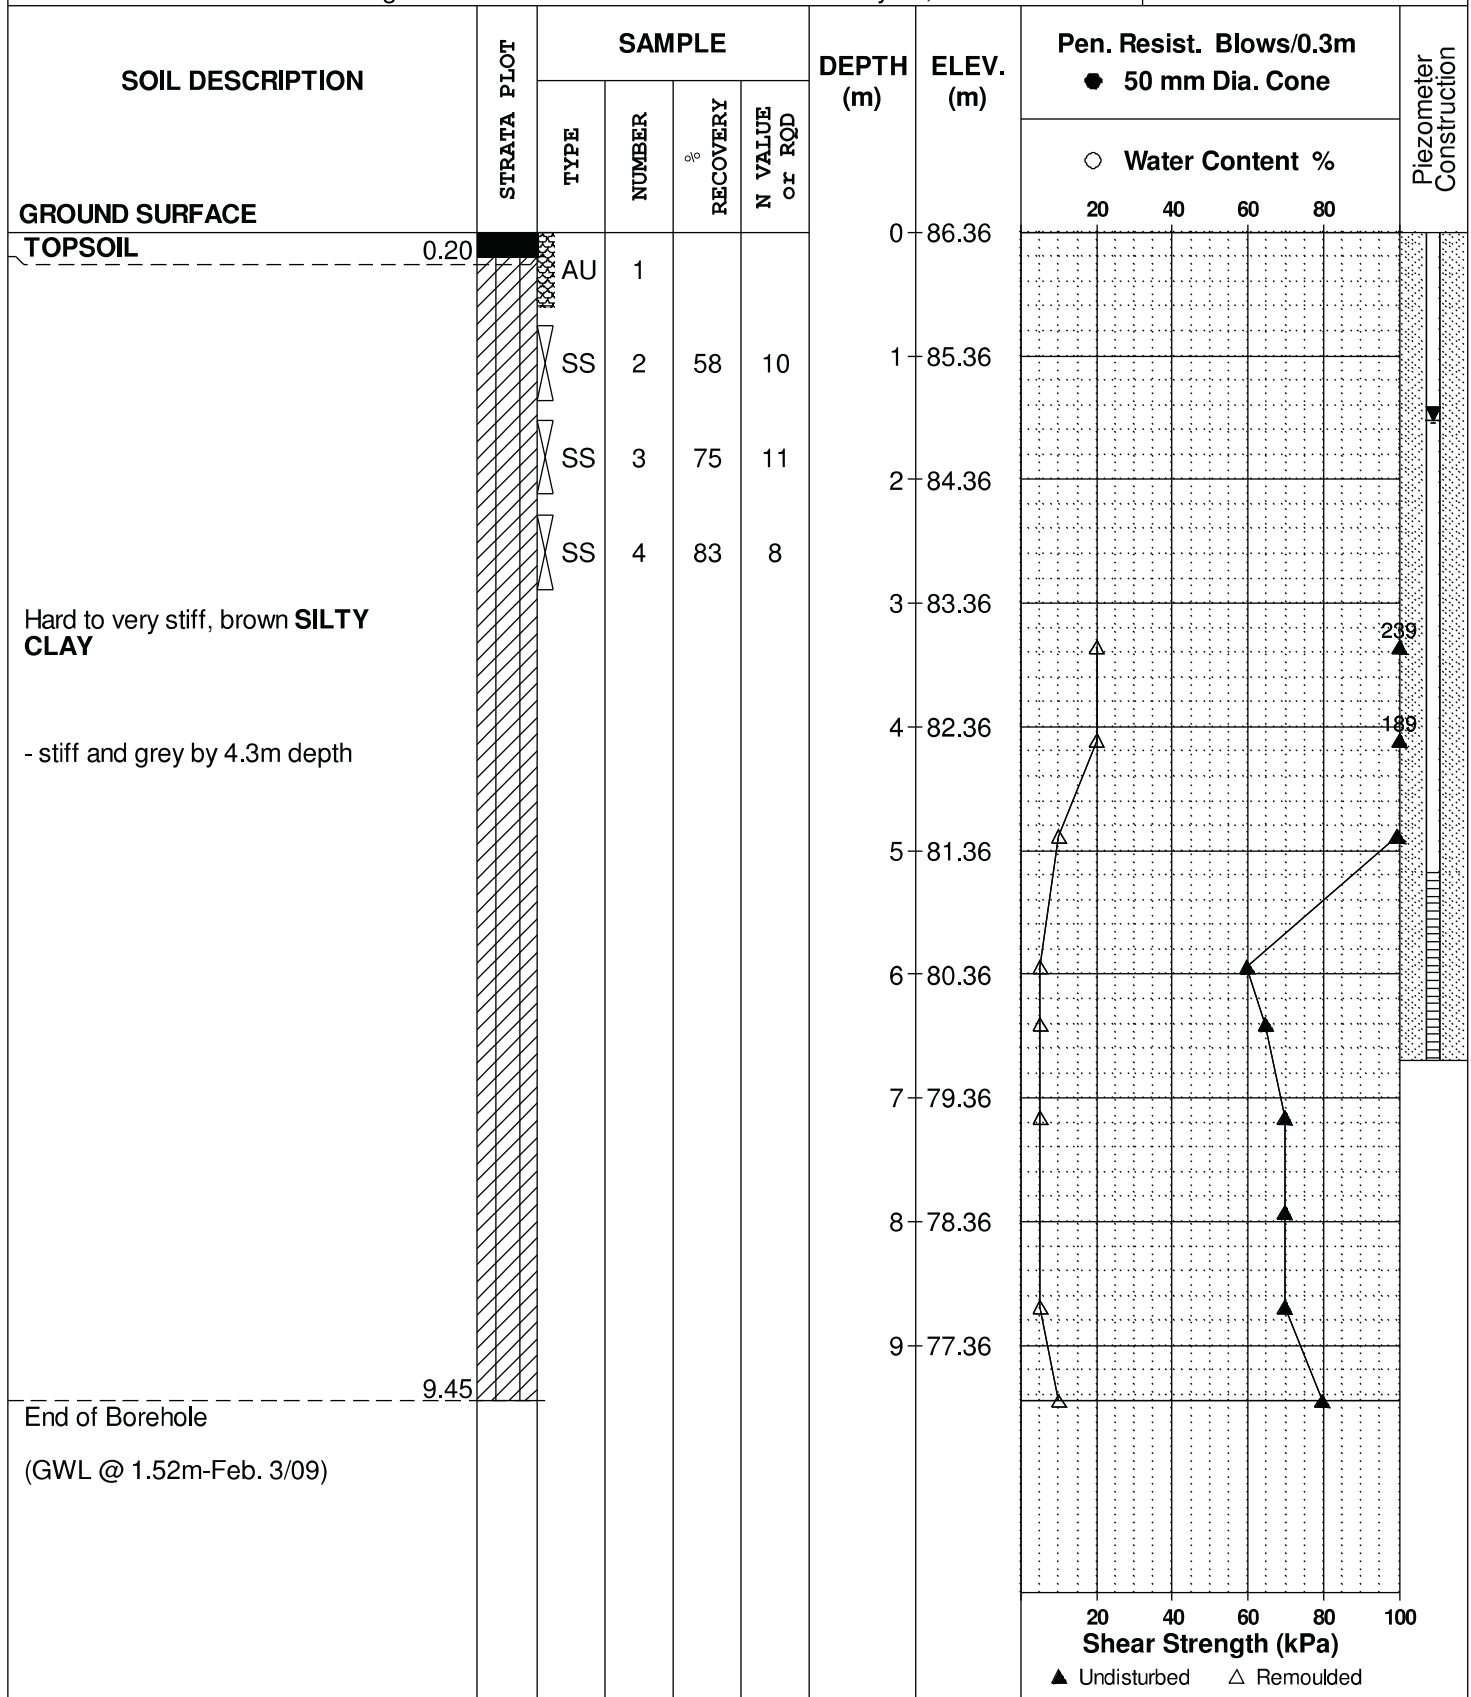 SOIL DESCRIPTION
GROUND SURFACE
STRATA PLOT
SAMPLE
TYPE
NUMBER
% RECOVERY
N VALUE or RQD
DEPTH (m)
ELEV. (m)
Pen. Resist. Blows/0.3m
● 50 mm Dia. Cone
○ Water Content %
20 40 60 80
Piezometer Construction
TOPSOIL 0.20
AU 1
SS 2 58 10
SS 3 75 11
SS 4 83 8
0 86.36
1 85.36
2 84.36
3 83.36
4 82.36
5 81.36
6 80.36
7 79.36
8 78.36
9 77.36
239
189
Hard to very stiff, brown SILTY
CLAY
- stiff and grey by 4.3m depth
9.45
End of Borehole
(GWL @ 1.52m-Feb. 3/09)
20 40 60 80 100
Shear Strength (kPa)
▲ Undisturbed △ Remoulded